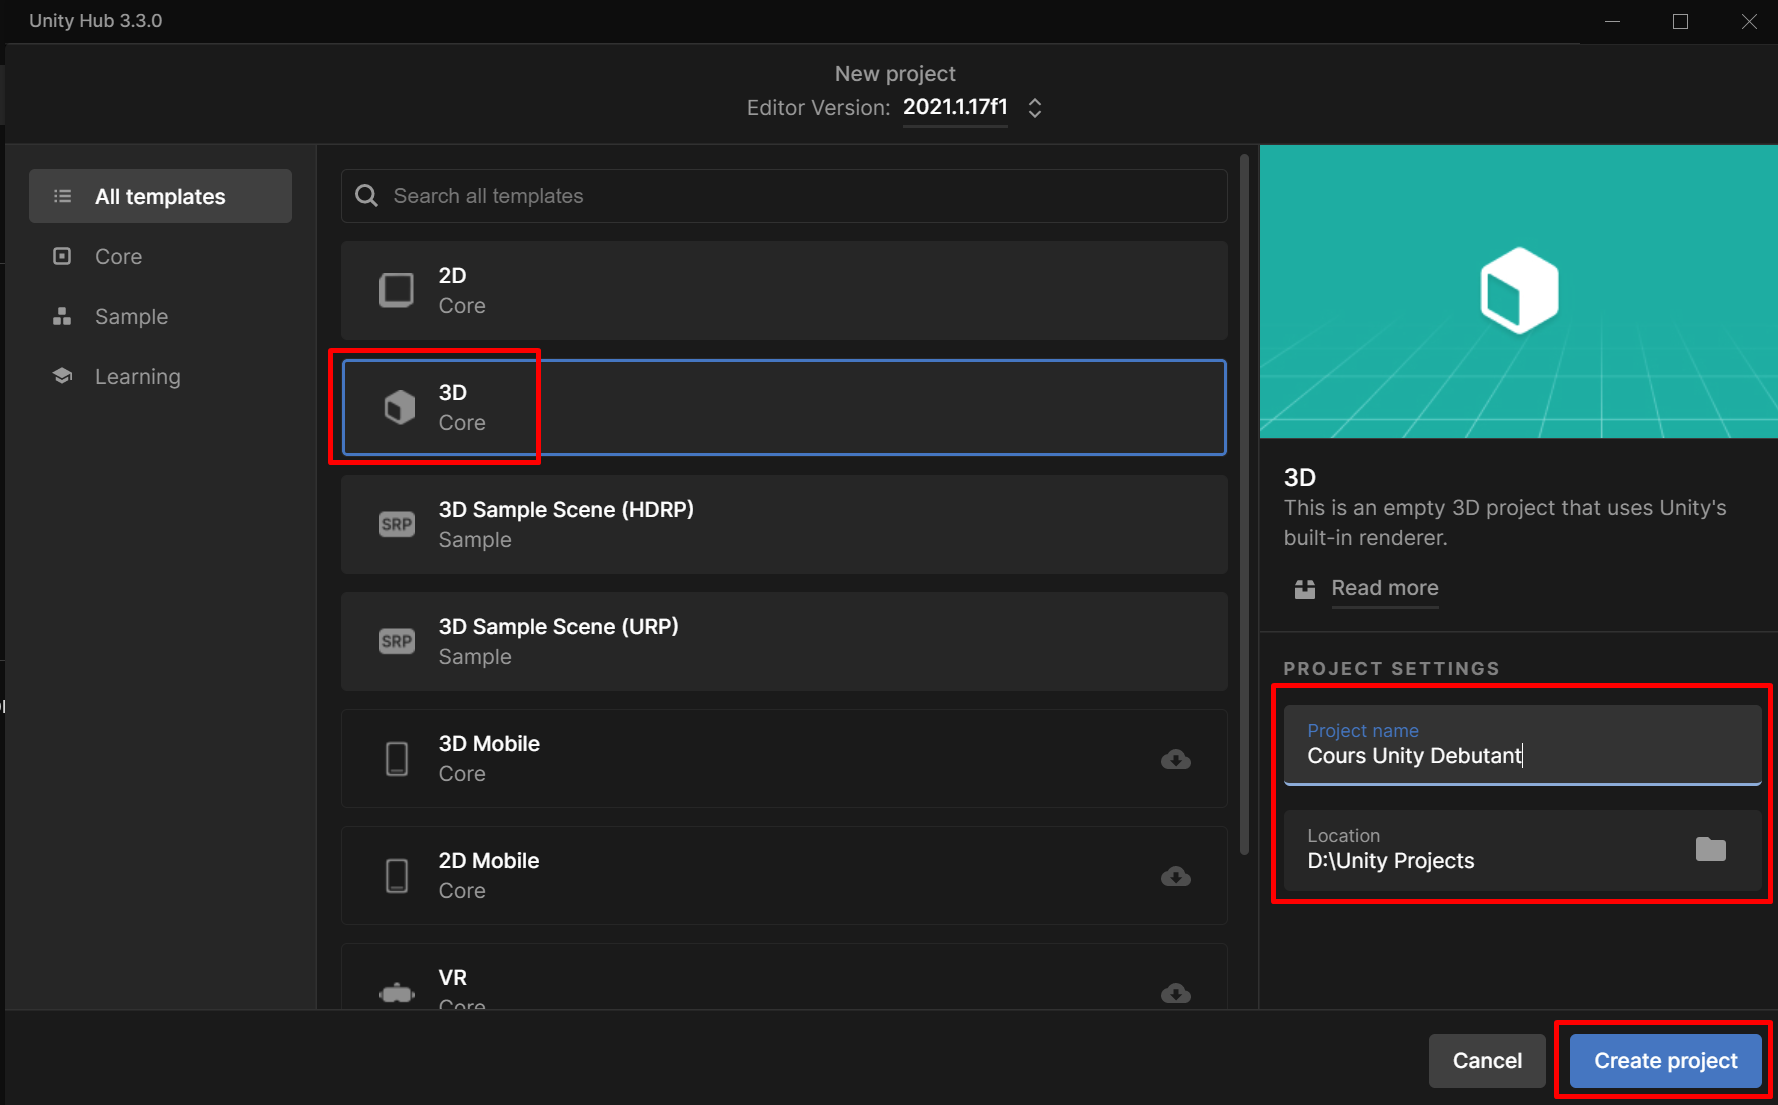 Unity Hub 3.3.0
New project
Editor Version: 2021.1.17f1
All templates
Core
Sample
Learning
Search all templates
2D
Core
3D
Core
SRP
3D Sample Scene (HDRP)
Sample
SRP
3D Sample Scene (URP)
Sample
3D Mobile
Core
2D Mobile
Core
VR
Core
3D
This is an empty 3D project that uses Unity's
built-in renderer.
Read more
PROJECT SETTINGS
Project name
Cours Unity Debutant
Location
D:\Unity Projects
Cancel
Create project